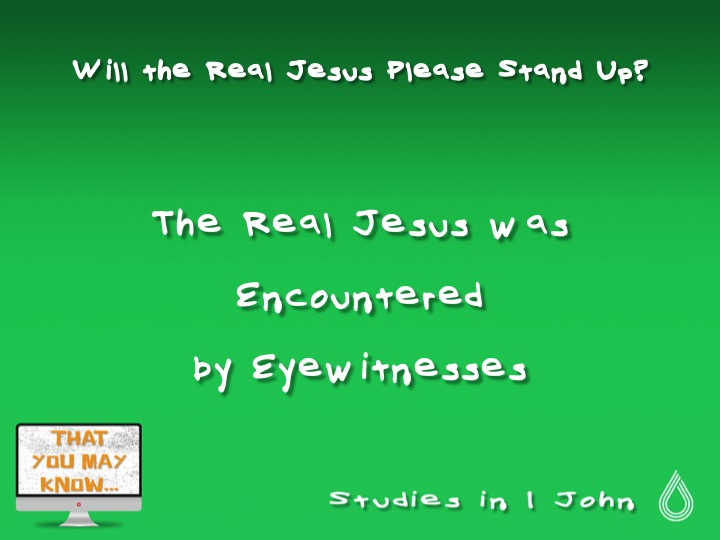 Will the Real Jesus Please Stand Up?
The Real Jesus was
Encountered
by Eyewitnesses
THAT
YOU MAY
KNOW...
Studies in 1 John